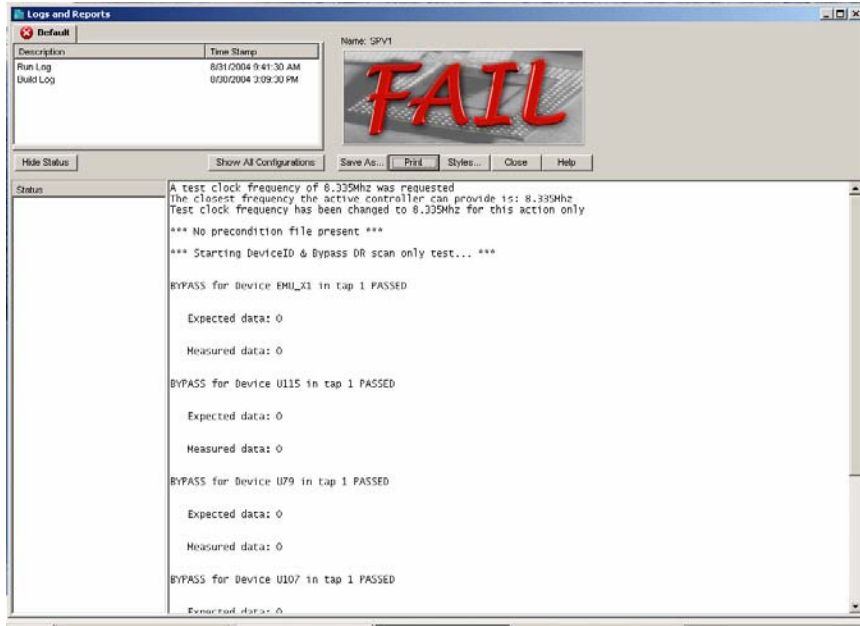 Logs and Reports
Default
Description Time Stamp
Run Log 8/31/2004 9:41:30 AM
Build Log 8/30/2004 3:09:30 PM
Name: SPV1
FAIL
Hide Status Show All Configurations Save As... Print Styles... Close Help
Status
A test clock frequency of 8.335Mhz was requested
The closest frequency the active controller can provide is: 8.335Mhz
Test clock frequency has been changed to 8.335Mhz for this action only
*** No precondition file present ***
*** Starting DeviceID & Bypass DR scan only test... ***
BYPASS for Device EMU_X1 in tap 1 PASSED
Expected data: 0
Measured data: 0
BYPASS for Device U115 in tap 1 PASSED
Expected data: 0
Measured data: 0
BYPASS for Device U79 in tap 1 PASSED
Expected data: 0
Measured data: 0
BYPASS for Device U107 in tap 1 PASSED
Expected data: 0